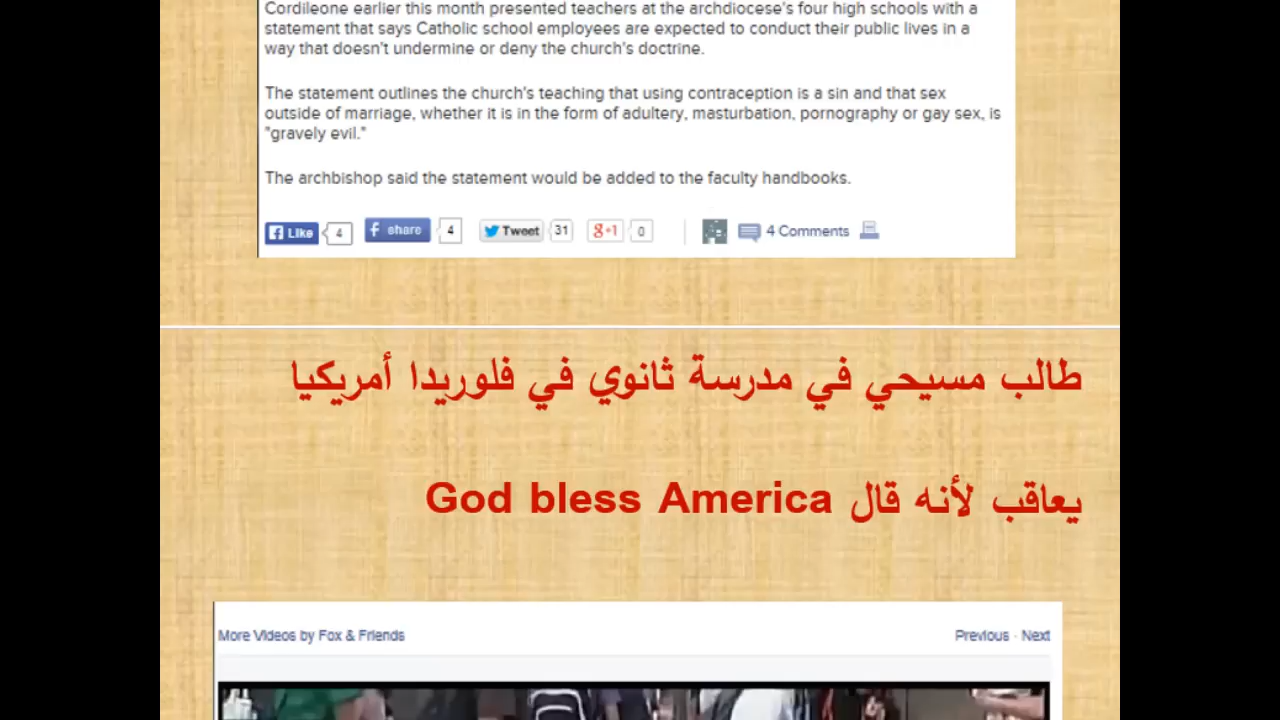 Cordileone earlier this month presented teachers at the archdiocese's four high schools with a
statement that says Catholic school employees are expected to conduct their public lives in a
way that doesn't undermine or deny the church's doctrine.
The statement outlines the church's teaching that using contraception is a sin and that sex
outside of marriage, whether it is in the form of adultery, masturbation, pornography or gay sex, is
"gravely evil."
The archbishop said the statement would be added to the faculty handbooks.
Like 4 share 4 Tweet 31 g+1 0 4 Comments
طالب مسيحي في مدرسة ثانوي في فلوريدا أمريكيا
يعاقب لأنه قال God bless America
More Videos by Fox & Friends Previous · Next